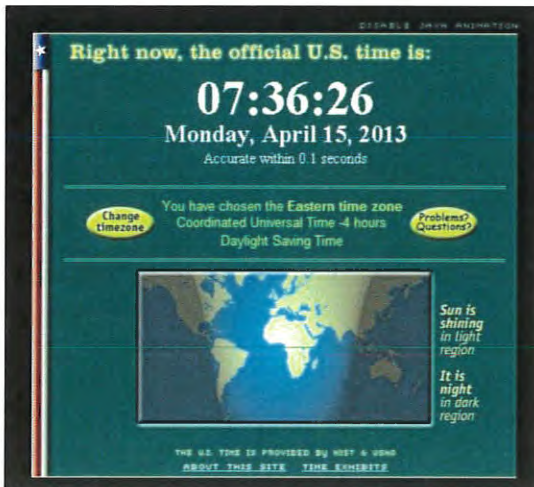 DISABLE JAVA ANIMATION
Right now, the official U.S. time is:
07:36:26
Monday, April 15, 2013
Accurate within 0.1 seconds
Change
timezone
You have chosen the Eastern time zone
Coordinated Universal Time -4 hours
Daylight Saving Time
Problems?
Questions?
Sun is
shining
in light
region
It is
night
in dark
region
THE U.S. TIME IS PROVIDED BY NIST & USNO
ABOUT THIS SITE TIME EXHIBITS